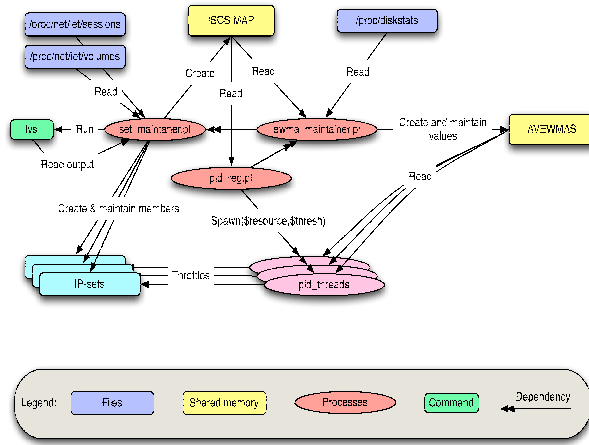 /proc/net/iet/sessions
/proc/net/iet/volumes
iSCSI MAP
/proc/diskstats
Create
Read
Read
Read
Read
lvs
Run
set_maintaner.pl
ewma_maintainer.pl
Create and maintain
values
AVEWMAS
Read output
pid_reg.pl
Read
Create & maintain members
Spawn($resource,$thresh)
IP-sets
Throttles
pid_threads
Legend:
Files
Shared memory
Processes
Command
Dependency